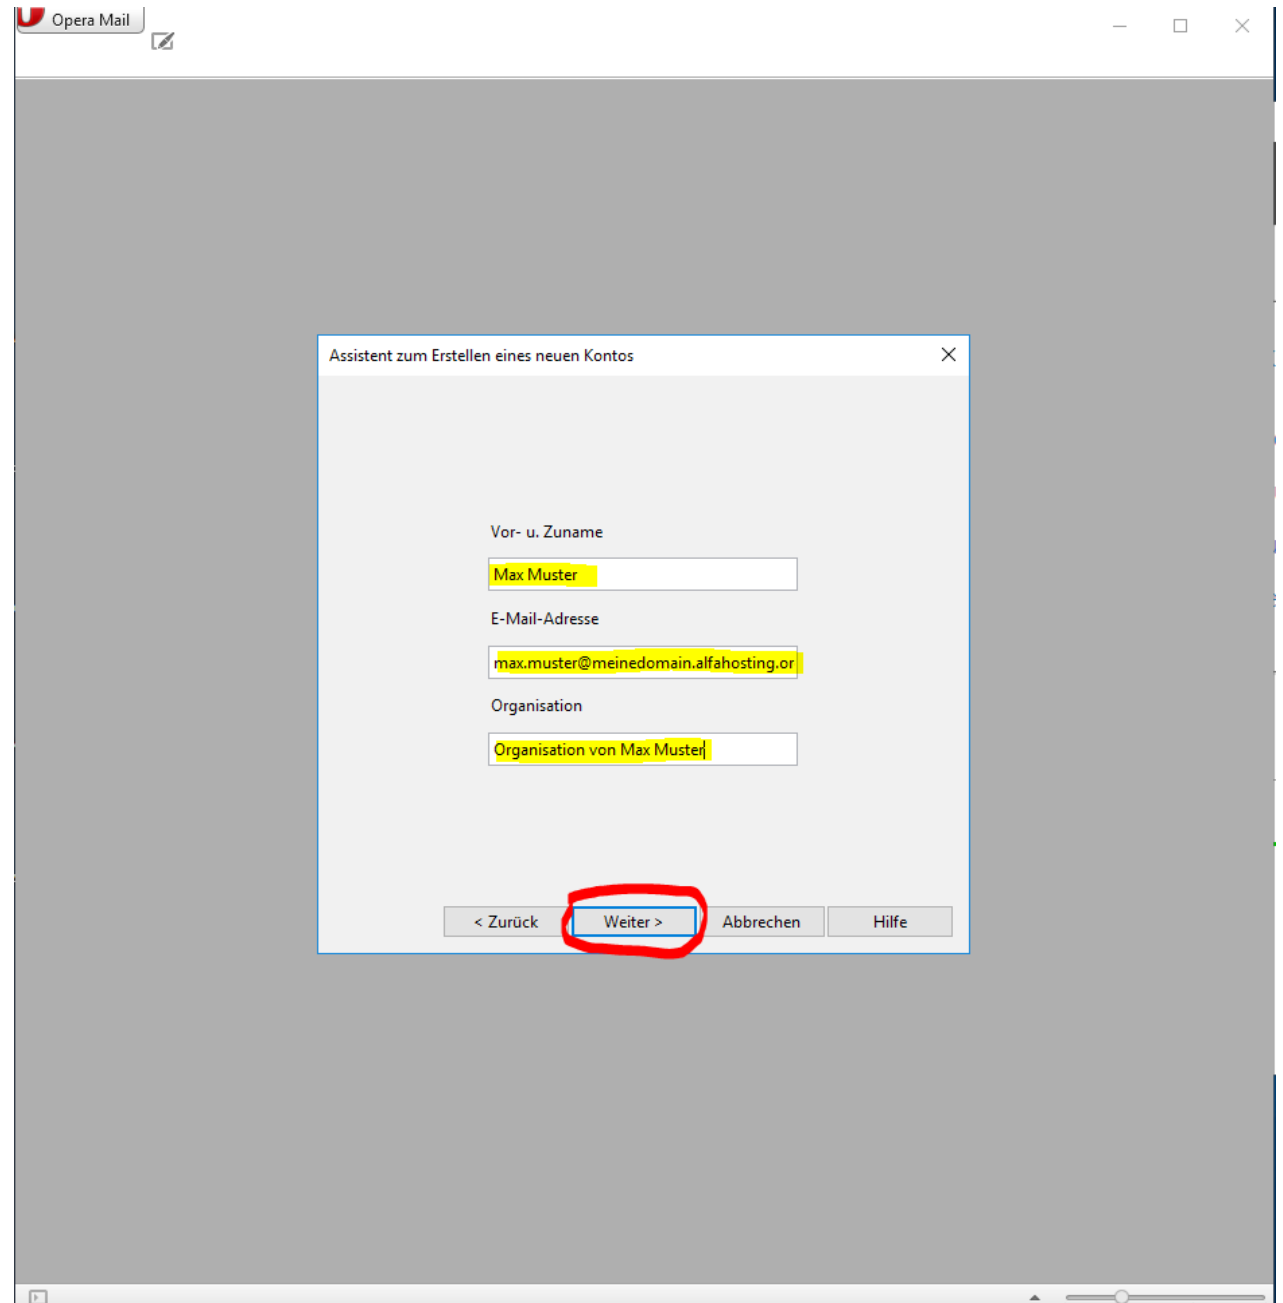 Opera Mail
Assistent zum Erstellen eines neuen Kontos
Vor- u. Zuname
Max Muster
E-Mail-Adresse
max.muster@meinedomain.alfahosting.or
Organisation
Organisation von Max Muster
< Zurück
Weiter >
Abbrechen
Hilfe